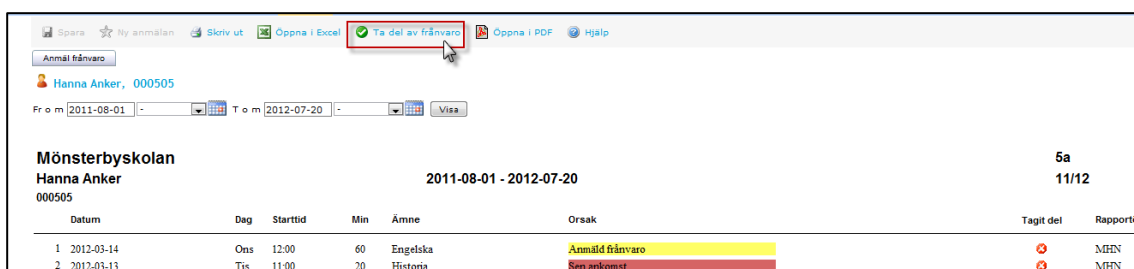 Spara Ny anmälan Skriv ut Öppna i Excel Ta del av frånvaro Öppna i PDF Hjälp
Anmäl frånvaro
Hanna Anker, 000505
Fr o m 2011-08-01 - T o m 2012-07-20 - Visa
Mönsterbyskolan 5a
Hanna Anker 2011-08-01 - 2012-07-20 11/12
000505
Datum Dag Starttid Min Ämne Orsak Tagit del Rapporte
1 2012-03-14 Ons 12:00 60 Engelska Anmäld frånvaro MHN
2 2012-03-13 Tis 11:00 20 Historia Sen ankomst MHN